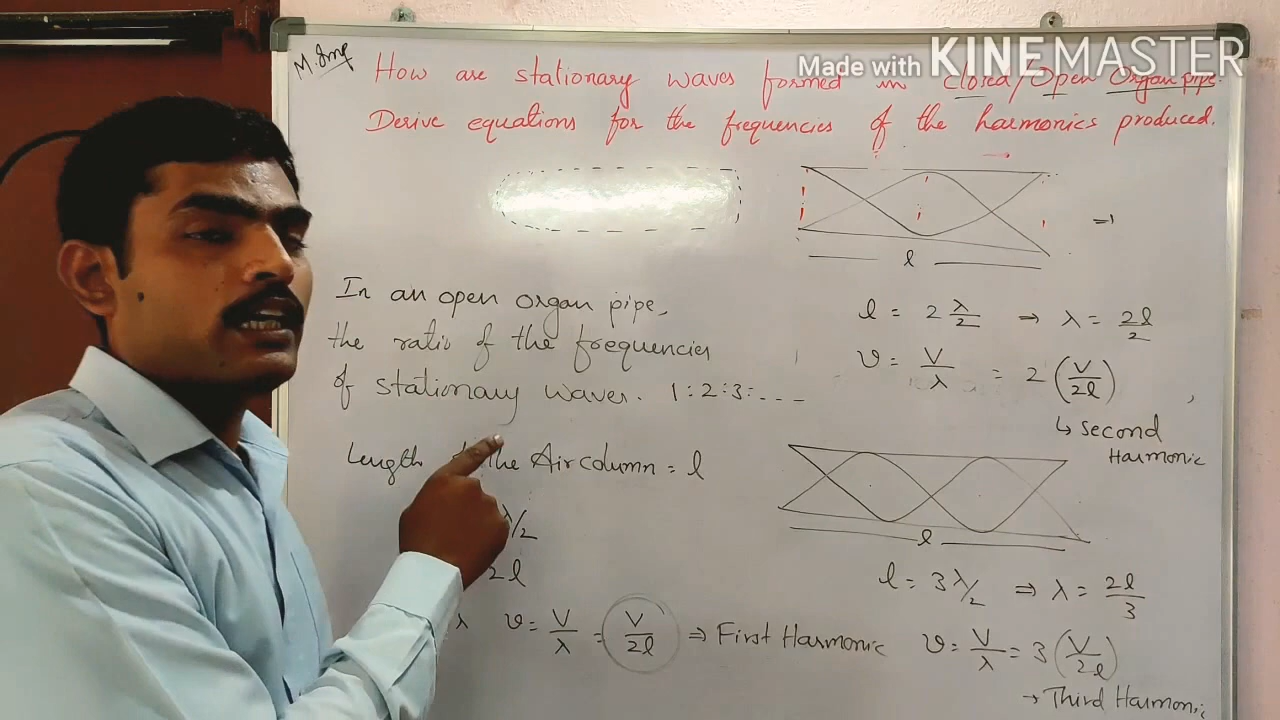 Made with KINEMASTER
M.Imp
How are stationary waves formed in closed/Open Organ pipe.
Derive equations for the frequencies of the harmonics produced.
In an open organ pipe,
the ratio of the frequencies
of stationary waves. 1:2:3:---
Length the Air column = l
λ/2
2l
λ υ = V/λ = V/2l ⇒ First Harmonic
l
l = 2 λ/2 ⇒ λ = 2l/2
υ = V/λ = 2 (V/2l)
↳ Second
Harmonic
l
l = 3 λ/2 ⇒ λ = 2l/3
υ = V/λ = 3 (V/2l)
→ Third Harmonic